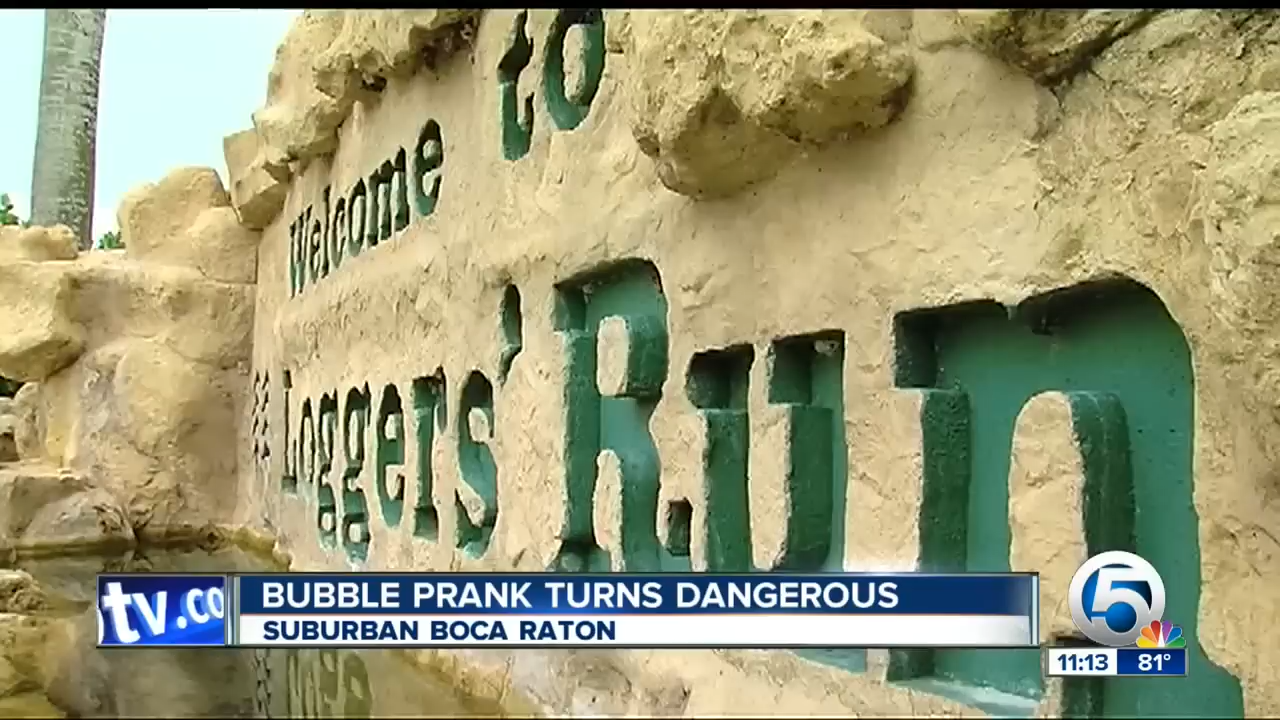 Welcome to
Loggers' Run
tv.co
BUBBLE PRANK TURNS DANGEROUS
SUBURBAN BOCA RATON
5
11:13 81°